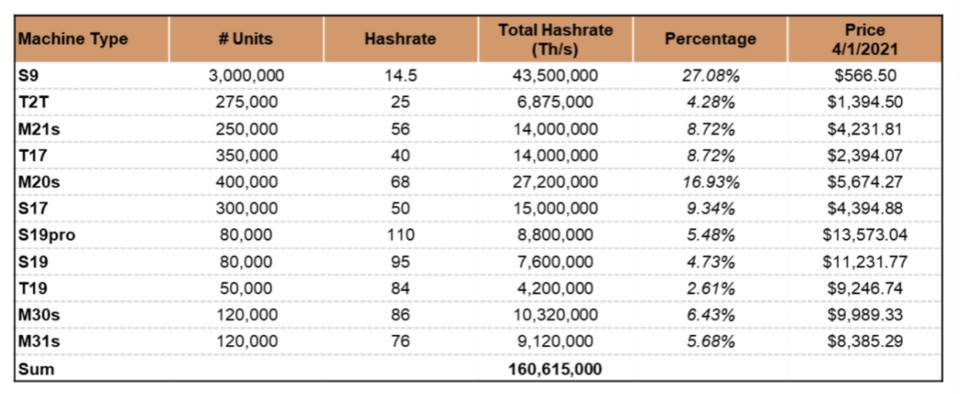 Machine Type # Units Hashrate Total Hashrate (Th/s) Percentage Price 4/1/2021
S9 3,000,000 14.5 43,500,000 27.08% $566.50
T2T 275,000 25 6,875,000 4.28% $1,394.50
M21s 250,000 56 14,000,000 8.72% $4,231.81
T17 350,000 40 14,000,000 8.72% $2,394.07
M20s 400,000 68 27,200,000 16.93% $5,674.27
S17 300,000 50 15,000,000 9.34% $4,394.88
S19pro 80,000 110 8,800,000 5.48% $13,573.04
S19 80,000 95 7,600,000 4.73% $11,231.77
T19 50,000 84 4,200,000 2.61% $9,246.74
M30s 120,000 86 10,320,000 6.43% $9,989.33
M31s 120,000 76 9,120,000 5.68% $8,385.29
Sum 160,615,000